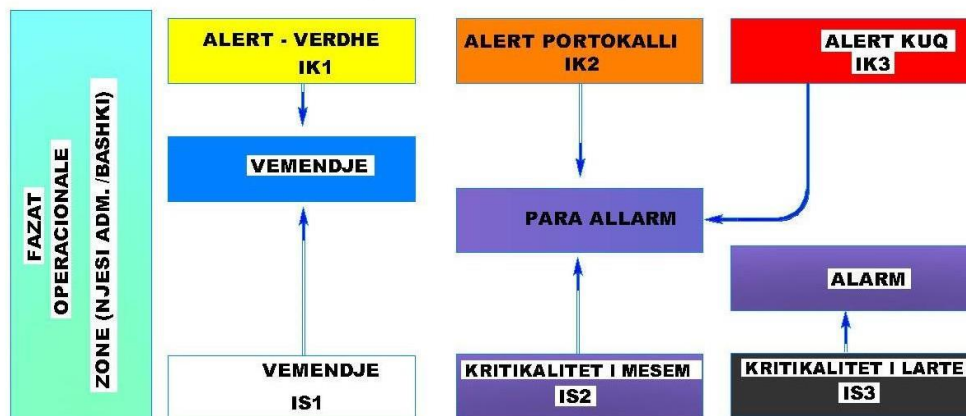 FAZAT
OPERACIONALE
ZONE (NJESI ADM. /BASHKI)
ALERT - VERDHE
IK1
ALERT PORTOKALLI
IK2
ALERT KUQ
IK3
VEMENDJE
PARA ALLARM
ALARM
VEMENDJE
IS1
KRITIKALITET I MESEM
IS2
KRITIKALITET I LARTE
IS3